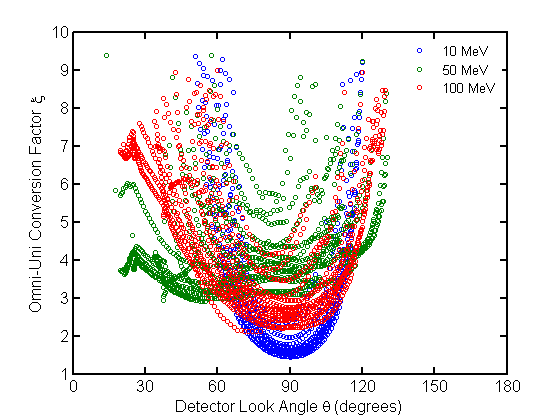 10
9
8
7
6
5
4
3
2
1
Omni-Uni Conversion Factor ξ
10 MeV
50 MeV
100 MeV
0 30 60 90 120 150 180
Detector Look Angle θ (degrees)